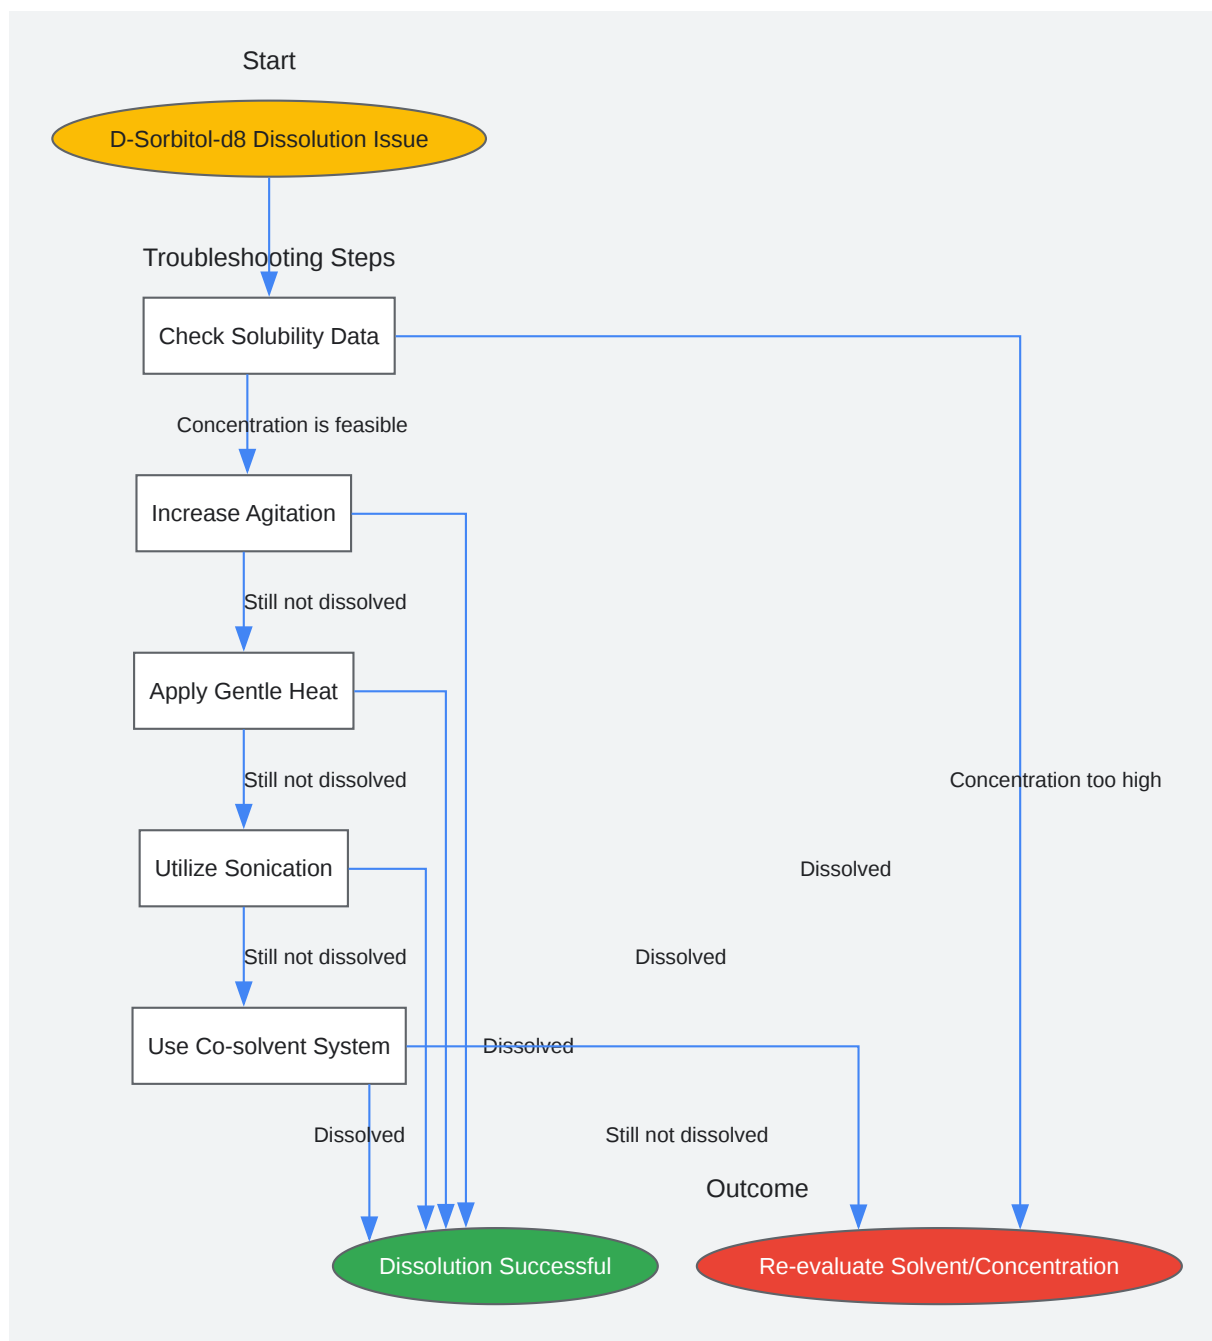 Start
D-Sorbitol-d8 Dissolution Issue
Troubleshooting Steps
Check Solubility Data
Concentration is feasible
Increase Agitation
Still not dissolved
Apply Gentle Heat
Still not dissolved
Concentration too high
Utilize Sonication
Dissolved
Still not dissolved
Dissolved
Use Co-solvent System
Dissolved
Dissolved
Still not dissolved
Outcome
Dissolution Successful
Re-evaluate Solvent/Concentration